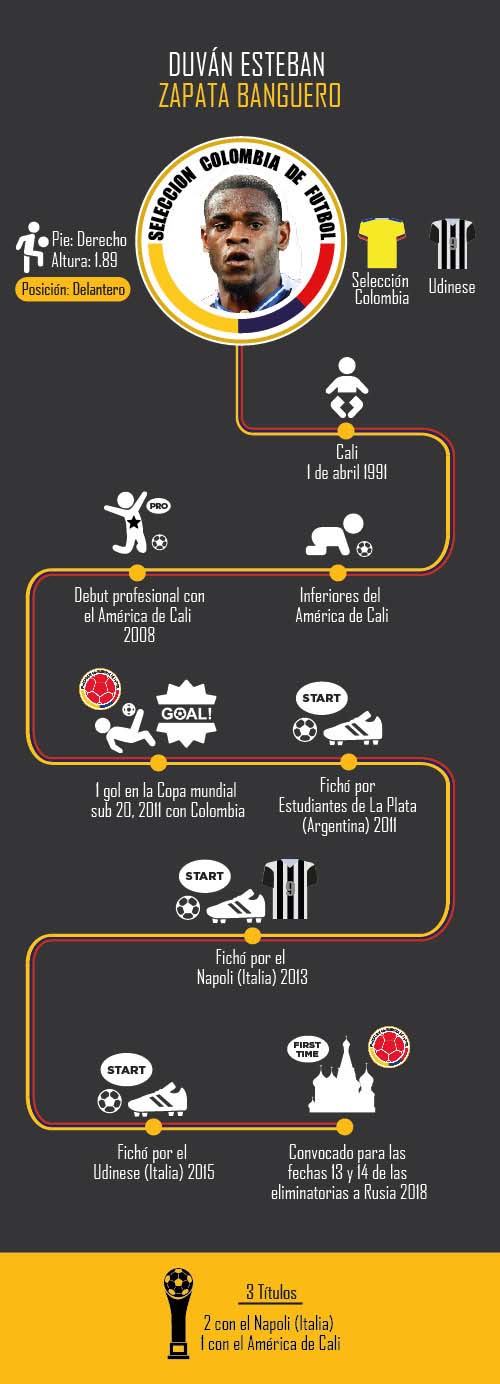 DUVÁN ESTEBAN
ZAPATA BANGUERO
SELECCION COLOMBIA DE FUTBOL
Pie: Derecho
Altura: 1.89
Posición: Delantero
9
Selección
Colombia
Udinese
Cali
1 de abril 1991
PRO
Debut profesional con
el América de Cali
2008
Inferiores del
América de Cali
GOAL!
1 gol en la Copa mundial
sub 20, 2011 con Colombia
START
Fichó por
Estudiantes de La Plata
(Argentina) 2011
START
9
Fichó por el
Napoli (Italia) 2013
START
Fichó por el
Udinese (Italia) 2015
FIRST
TIME
Convocado para las
fechas 13 y 14 de las
eliminatorias a Rusia 2018
3 Títulos
2 con el Napoli (Italia)
1 con el América de Cali